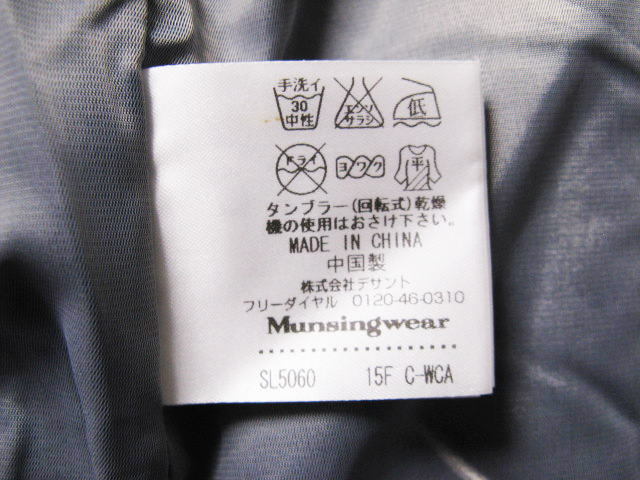 手洗イ
30
中性
エンソ
サラシ
低
ドライ
ヨワク
平
タンブラー(回転式)乾燥
機の使用はおさけ下さい。
MADE IN CHINA
中国製
株式会社デサント
フリーダイヤル 0120-46-0310
Munsingwear
SL5060 15F C-WCA